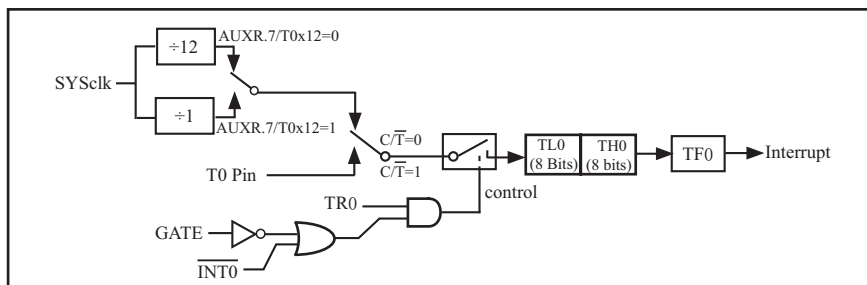 ÷12
AUXR.7/T0x12=0
SYSclk
÷1
AUXR.7/T0x12=1
C/T̅=0
C/T̅=1
T0 Pin
TL0
(8 Bits)
TH0
(8 bits)
TF0
Interrupt
control
TR0
GATE
I̅N̅T̅0̅